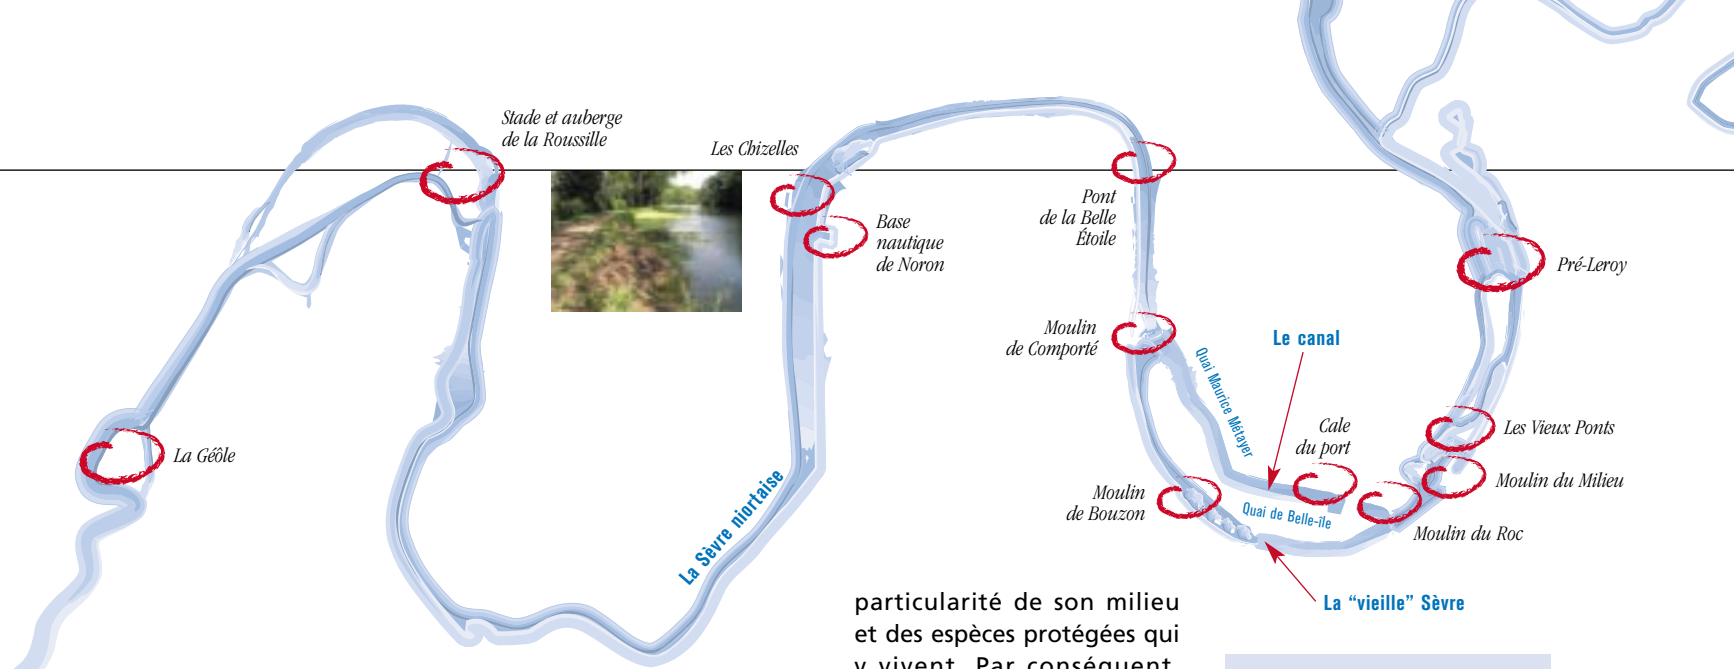 Stade et auberge
de la Roussille
Les Chizelles
Base
nautique
de Noron
Pont
de la Belle
Étoile
Pré-Leroy
Moulin
de Comporté
Le canal
Quai Maurice Métayer
Cale
du port
Les Vieux Ponts
La Géôle
Moulin du Milieu
Moulin
de Bouzon
Quai de Belle-île
Moulin du Roc
La Sèvre niortaise
La “vieille” Sèvre
particularité de son milieu
et des espèces protégées qui
y vivent. Par conséquent,